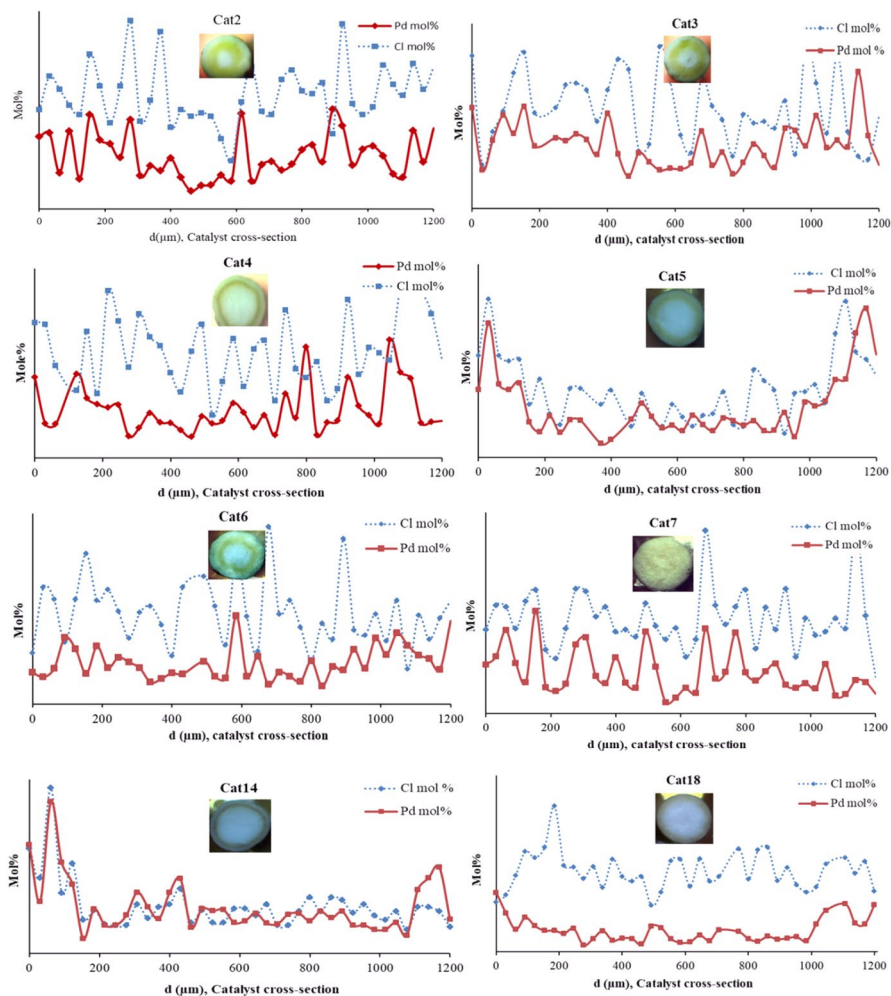 Cat2
Pd mol%
Cl mol%
Mol%
0 200 400 600 800 1000 1200
d(µm), Catalyst cross-section
Cat3
Cl mol%
Pd mol %
Mol%
0 200 400 600 800 1000 1200
d (µm), Catalyst cross-section
Cat4
Pd mol%
Cl mol%
Mole%
0 200 400 600 800 1000 1200
d (µm), Catalyst cross-section
Cat5
Cl mol%
Pd mol%
Mol%
0 200 400 600 800 1000 1200
d (µm), Catalyst cross-section
Cat6
Cl mol%
Pd mol%
Mol%
0 200 400 600 800 1000 1200
d (µm), catalyst cross-section
Cat7
Cl mol%
Pd mol%
Mol%
0 200 400 600 800 1000 1200
d (µm), Catalyst cross-section
Cat14
Cl mol %
Pd mol%
Mol%
0 200 400 600 800 1000 1200
d (µm), Catalyst cross-section
Cat18
Cl mol%
Pd mol%
Mol%
0 200 400 600 800 1000 1200
d (µm), Catalyst cross-section